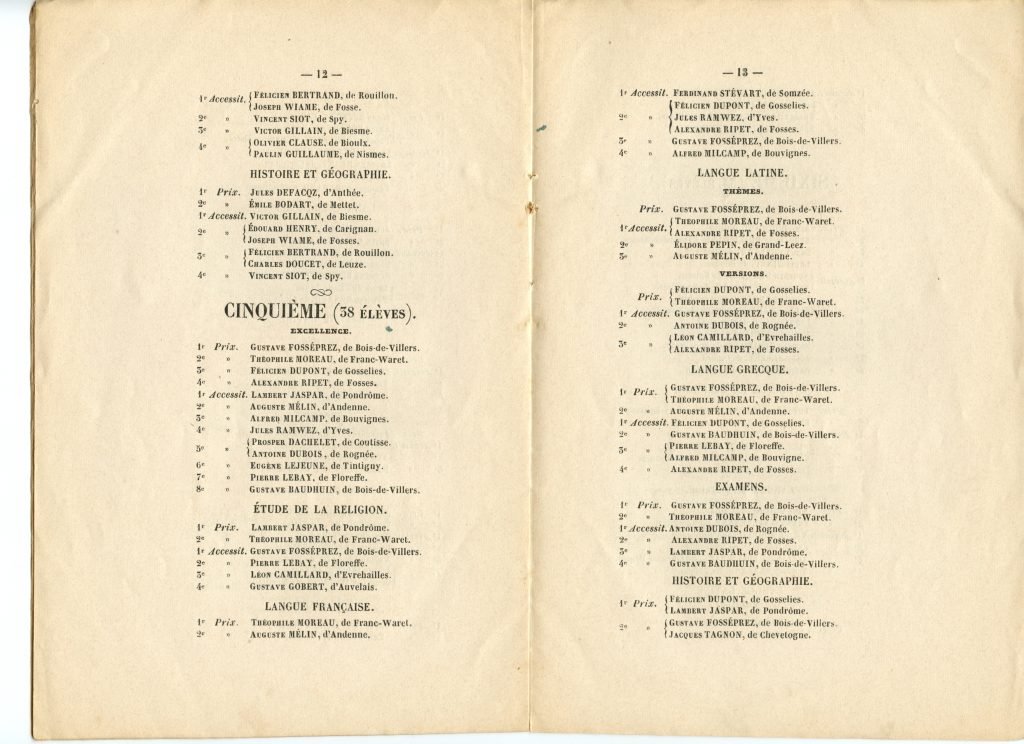 — 12 —
1r Accessit. { FÉLICIEN BERTRAND, de Rouillon.
JOSEPH WIAME, de Fosse.
2e » VINCENT SIOT, de Spy.
3e » VICTOR GILLAIN, de Biesme.
4e » { OLIVIER CLAUSE, de Bioulx.
PAULIN GUILLAUME, de Nismes.
HISTOIRE ET GÉOGRAPHIE.
1r Prix. JULES DEFACQZ, d'Anthée.
2e » ÉMILE BODART, de Mettet.
1r Accessit. VICTOR GILLAIN, de Biesme.
2e » { ÉDOUARD HENRY, de Carignan.
JOSEPH WIAME, de Fosses.
3e » { FÉLICIEN BERTRAND, de Rouillon.
CHARLES DOUCET, de Leuze.
4e » VINCENT SIOT, de Spy.
CINQUIÈME (38 ÉLÈVES).
EXCELLENCE.
1r Prix. GUSTAVE FOSSÉPREZ, de Bois-de-Villers.
2e » THÉOPHILE MOREAU, de Franc-Waret.
3e » FÉLICIEN DUPONT, de Gosselies.
4e » ALEXANDRE RIPET, de Fosses.
1r Accessit. LAMBERT JASPAR, de Pondrôme.
2e » AUGUSTE MÉLIN, d'Andenne.
3e » ALFRED MILCAMP. de Bouvignes.
4e » JULES RAMWEZ, d'Yves.
5e » { PROSPER DACHELET, de Coutisse.
ANTOINE DUBOIS, de Rognée.
6e » EUGÈNE LEJEUNE, de Tintigny.
7e » PIERRE LEBAY, de Floreffe.
8e » GUSTAVE BAUDHUIN, de Bois-de-Villers.
ÉTUDE DE LA RELIGION.
1r Prix. LAMBERT JASPAR, de Pondrôme.
2e » THÉOPHILE MOREAU, de Franc-Waret.
1r Accessit. GUSTAVE FOSSÉPREZ, de Bois-de-Villers.
2e » PIERRE LEBAY, de Floreffe.
3e » LÉON CAMILLARD, d'Evrehailles.
4e » GUSTAVE GOBERT, d'Auvelais.
LANGUE FRANÇAISE.
1r Prix. THÉOPHILE MOREAU, de Franc-Waret.
2e » AUGUSTE MÉLIN, d'Andenne.
— 13 —
1r Accessit. FERDINAND STÉVART, de Somzée.
2e » { FÉLICIEN DUPONT, de Gosselies.
JULES RAMWEZ, d'Yves.
ALEXANDRE RIPET, de Fosses.
3e » GUSTAVE FOSSÉPREZ, de Bois-de-Villers.
4e » ALFRED MILCAMP, de Bouvignes.
LANGUE LATINE.
THÈMES.
Prix. GUSTAVE FOSSÉPREZ, de Bois-de-Villers.
1r Accessit. { THÉOPHILE MOREAU, de Franc-Waret.
ALEXANDRE RIPET, de Fosses.
2e » ÉLIDORE PEPIN, de Grand-Leez.
3e » AUGUSTE MÉLIN, d'Andenne.
VERSIONS.
Prix. { FÉLICIEN DUPONT, de Gosselies.
THÉOPHILE MOREAU, de Franc-Waret.
1r Accessit. GUSTAVE FOSSÉPREZ, de Bois-de-Villers.
2e » ANTOINE DUBOIS, de Rognée.
3e » { LÉON CAMILLARD, d'Evrehailles.
ALEXANDRE RIPET, de Fosses.
LANGUE GRECQUE.
1r Prix. { GUSTAVE FOSSÉPREZ, de Bois-de-Villers.
THÉOPHILE MOREAU, de Franc-Waret.
2e » AUGUSTE MÉLIN, d'Andenne.
1r Accessit. FÉLICIEN DUPONT, de Gosselies.
2e » GUSTAVE BAUDHUIN, de Bois-de-Villers.
3e » { PIERRE LEBAY, de Floreffe.
ALFRED MILCAMP, de Bouvigne.
4e » ALEXANDRE RIPET, de Fosses.
EXAMENS.
1r Prix. GUSTAVE FOSSÉPREZ, de Bois-de-Villers.
2e » THÉOPHILE MOREAU, de Franc-Waret.
1r Accessit. ANTOINE DUBOIS, de Rognée.
2e » ALEXANDRE RIPET, de Fosses.
3e » LAMBERT JASPAR, de Pondrôme.
4e » GUSTAVE BAUDHUIN, de Bois-de-Villers.
HISTOIRE ET GÉOGRAPHIE.
1r Prix. { FÉLICIEN DUPONT, de Gosselies.
LAMBERT JASPAR, de Pondrôme.
2e » { GUSTAVE FOSSÉPREZ, de Bois-de-Villers.
JACQUES TAGNON, de Chevetogne.